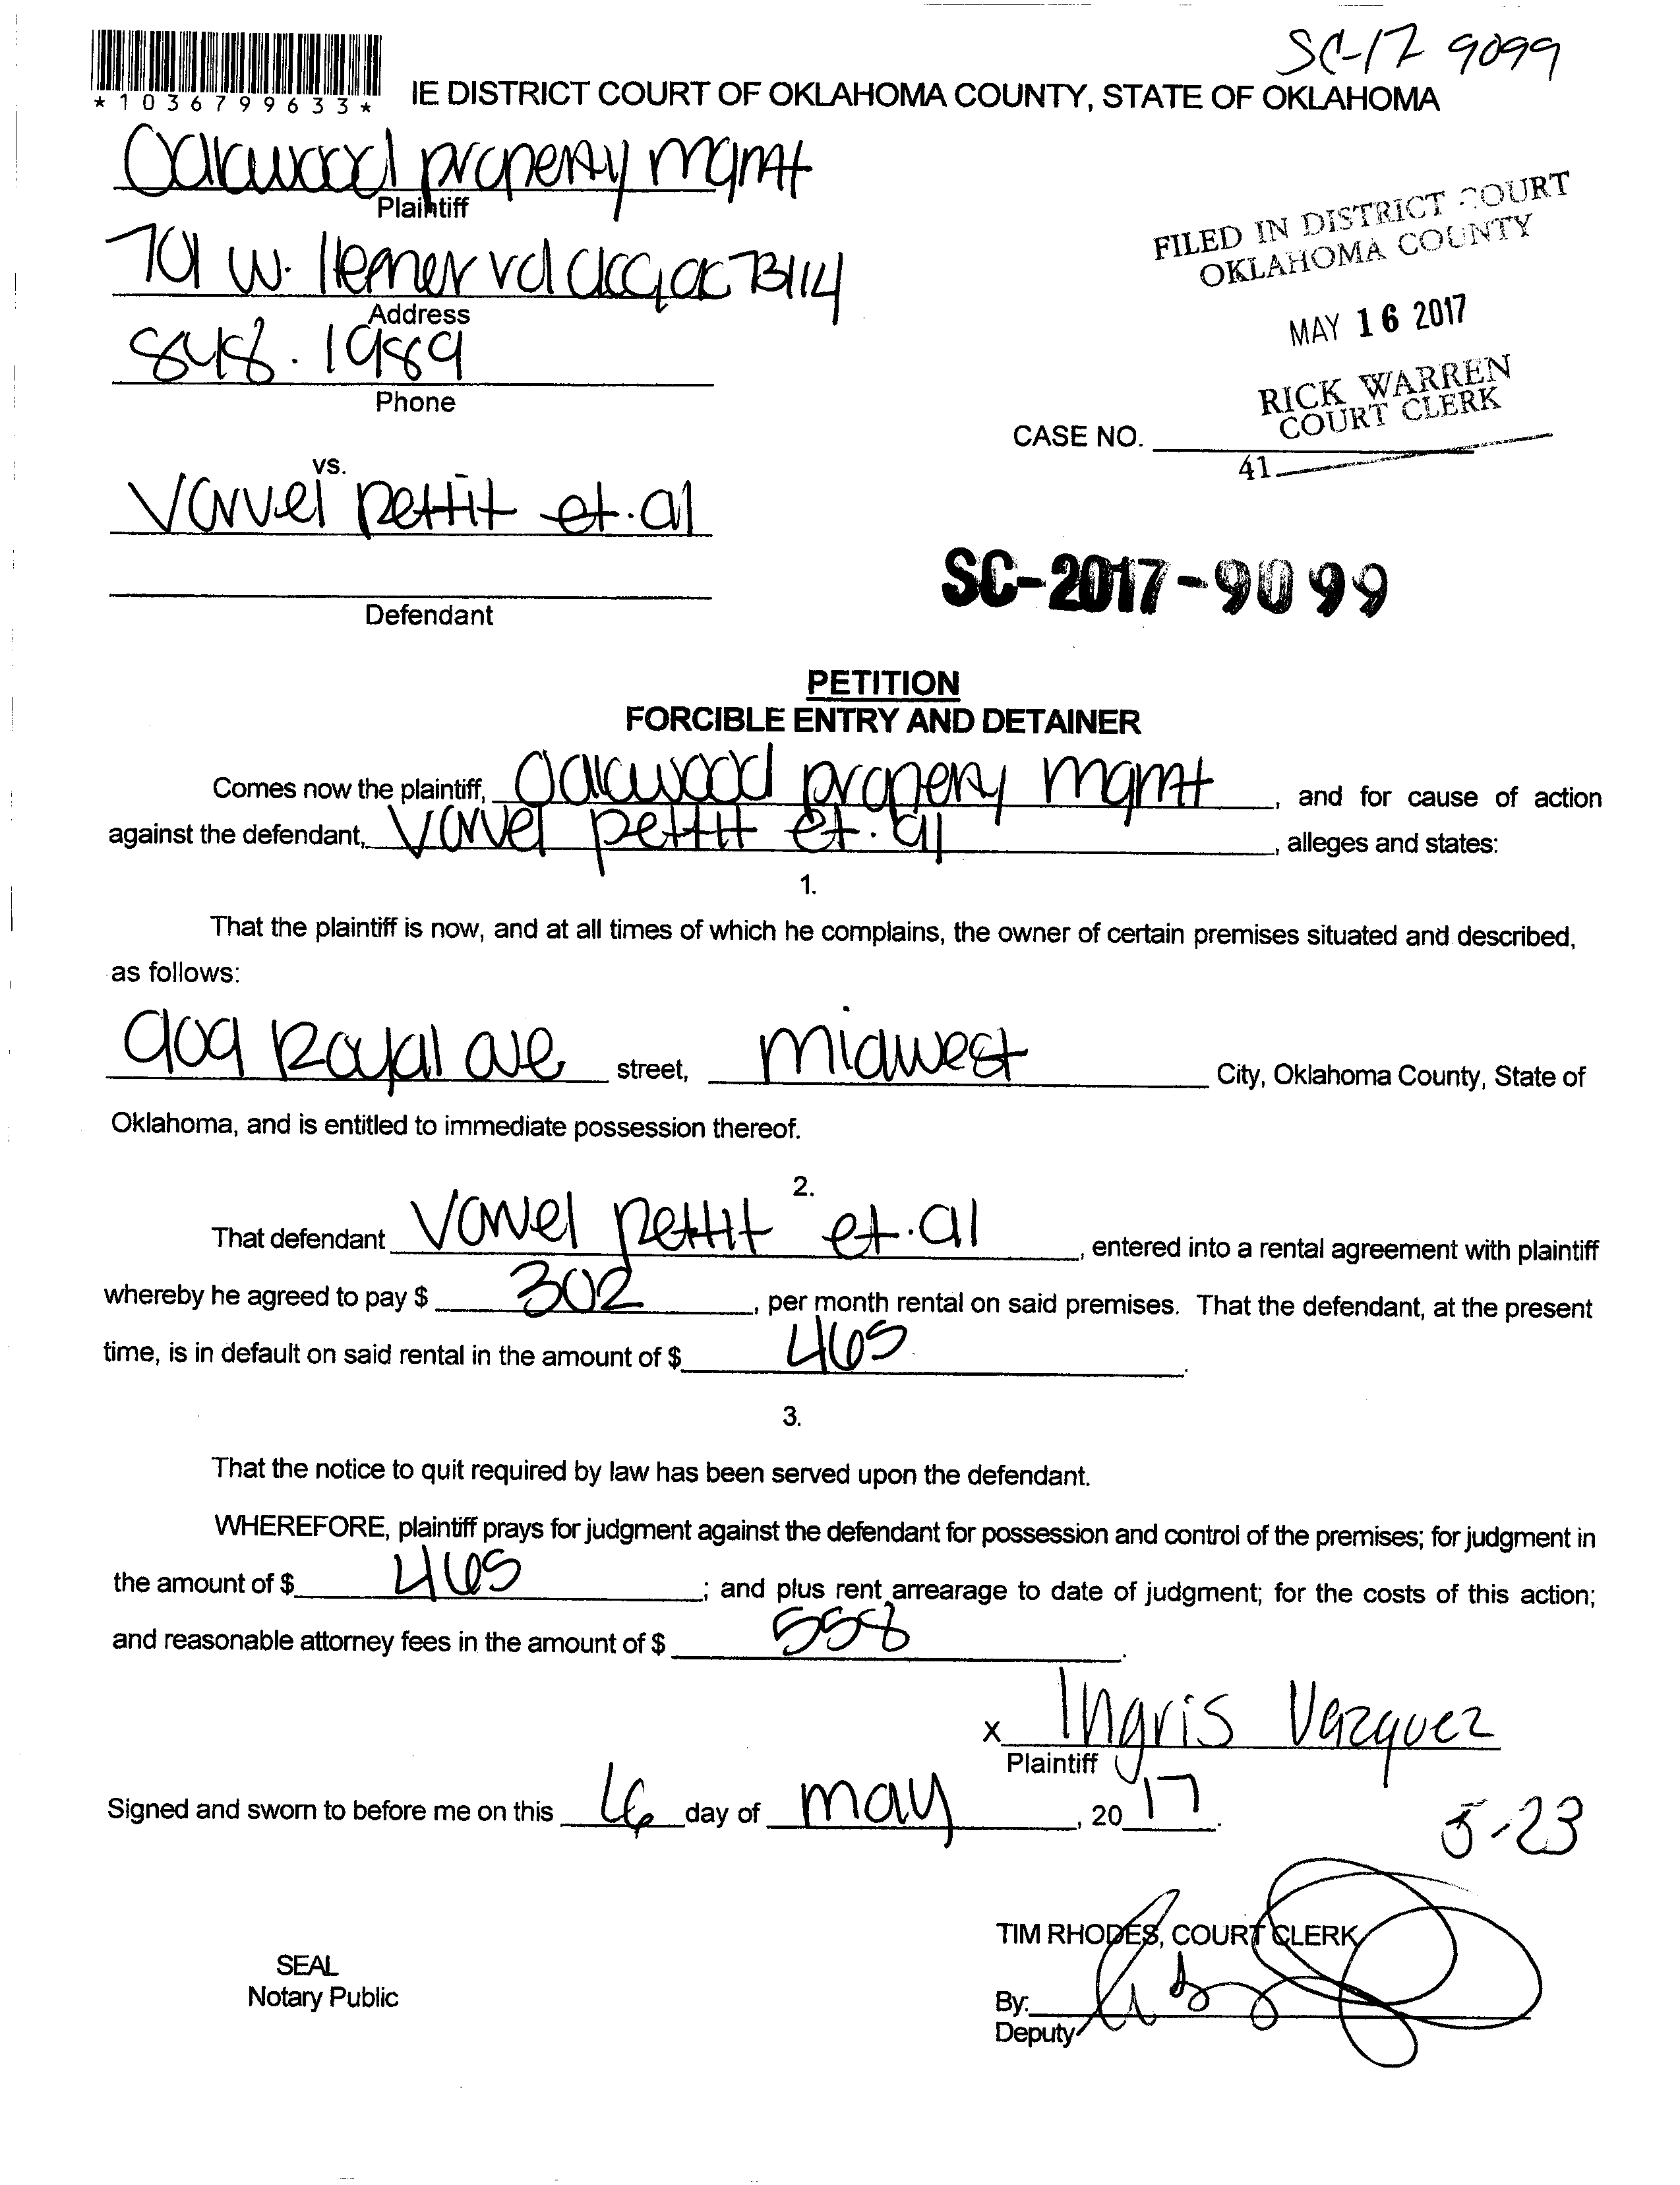 SC-17 9099
*1036799633*
IE DISTRICT COURT OF OKLAHOMA COUNTY, STATE OF OKLAHOMA
Oakwood property mgmt
Plaintiff
701 W. Hefner rd okc, ok 73114
Address
848.1989
Phone
FILED IN DISTRICT COURT
OKLAHOMA COUNTY
MAY 16 2017
RICK WARREN
COURT CLERK
CASE NO.
41
vs.
Varvel pettit et.al
Defendant
SC-2017-9099
PETITION
FORCIBLE ENTRY AND DETAINER
Comes now the plaintiff, Oakwood property mgmt, and for cause of action
against the defendant, Varvel pettit et.al, alleges and states:
1.
That the plaintiff is now, and at all times of which he complains, the owner of certain premises situated and described,
as follows:
909 Royal ave street, midwest City, Oklahoma County, State of
Oklahoma, and is entitled to immediate possession thereof.
2.
That defendant Varvel pettit et.al, entered into a rental agreement with plaintiff
whereby he agreed to pay $ 302, per month rental on said premises. That the defendant, at the present
time, is in default on said rental in the amount of $ 465.
3.
That the notice to quit required by law has been served upon the defendant.
WHEREFORE, plaintiff prays for judgment against the defendant for possession and control of the premises; for judgment in
the amount of $ 465; and plus rent arrearage to date of judgment; for the costs of this action;
and reasonable attorney fees in the amount of $ 558.
x Ingris Vazquez
Plaintiff
Signed and sworn to before me on this 16 day of may, 2017.
5-23
TIM RHODES, COURT CLERK
SEAL
Notary Public
By:
Deputy